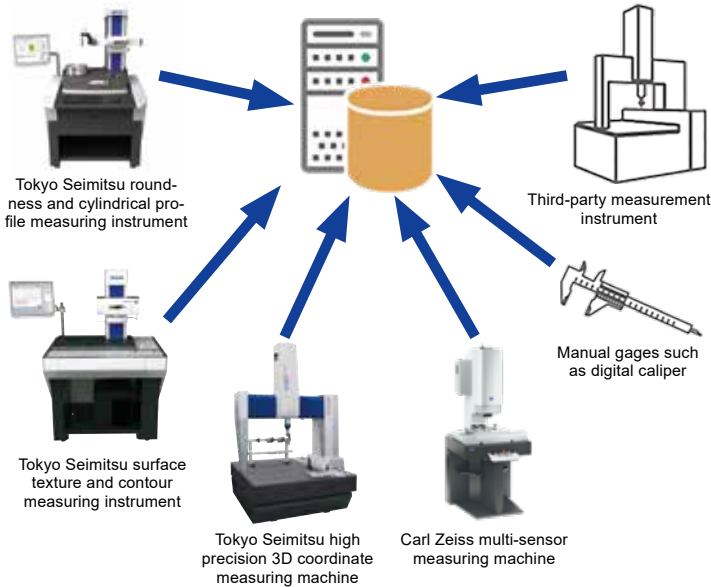 Tokyo Seimitsu round-
ness and cylindrical pro-
file measuring instrument
Third-party measurement
instrument
Manual gages such
as digital caliper
Tokyo Seimitsu surface
texture and contour
measuring instrument
Tokyo Seimitsu high
precision 3D coordinate
measuring machine
Carl Zeiss multi-sensor
measuring machine